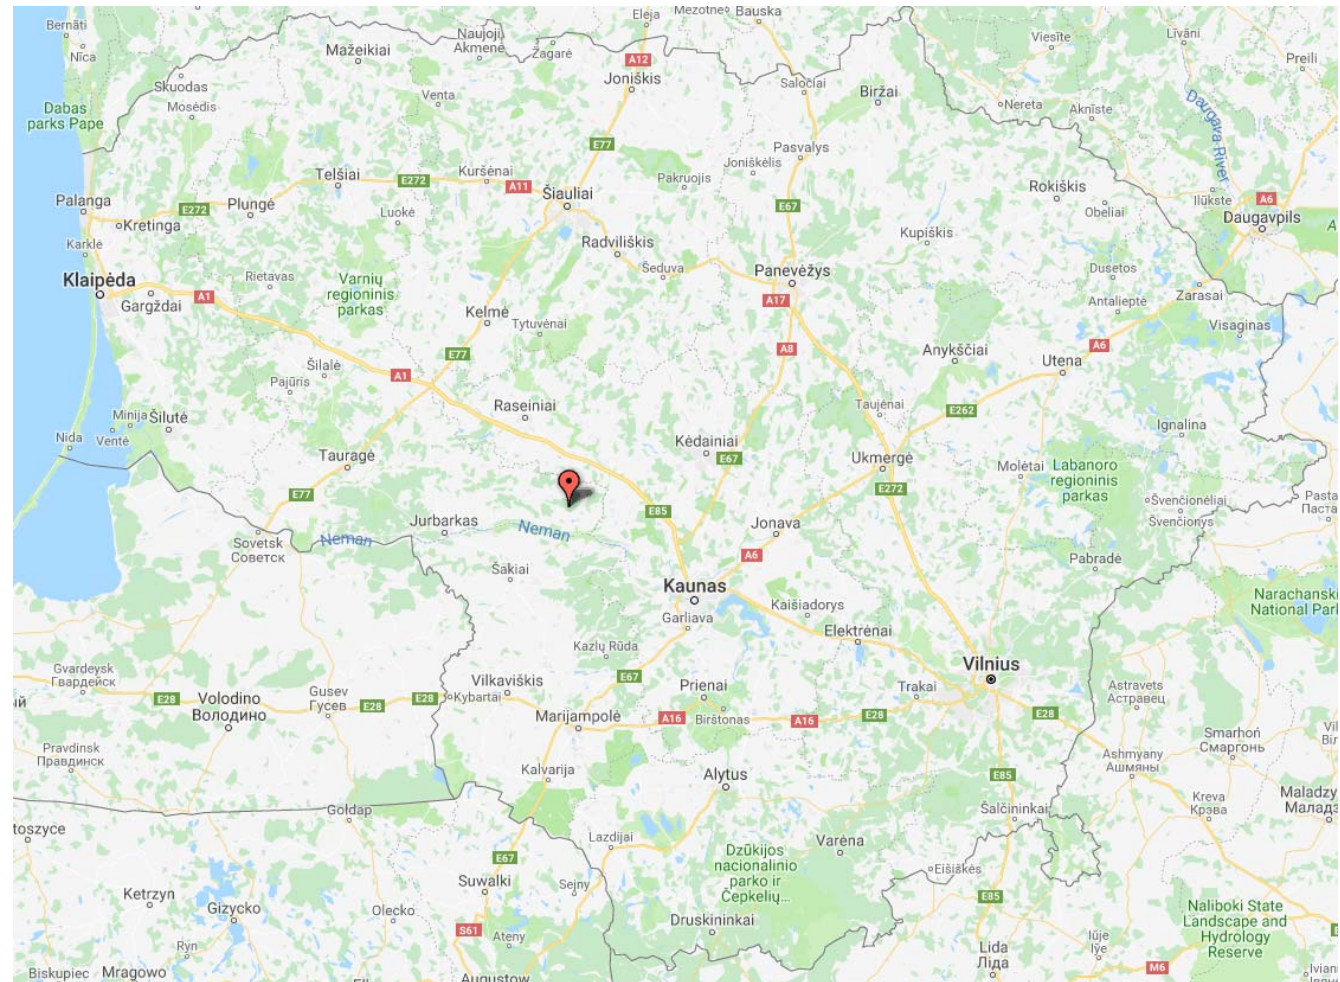 Bernāti
Nīca
Mažeikiai
Naujoji
Akmenė
Žagarė
Eleja
Mezotne
Bauska
A12
Joniškis
Saločiai
Biržai
Viesīte
Līvāni
Preiļi
Nereta
Aknīste
Daugava River
Dabas
parks Pape
Skuodas
Mosėdis
Venta
E77
Pasvalys
Joniškėlis
Pakruojis
Telšiai
E272
Kuršėnai
A11
Šiauliai
E67
Rokiškis
Obeliai
Ilūkste
A6
Daugavpils
Palanga
Kretinga
E272
Plungė
Luokė
Radviliškis
Kupiškis
Karklė
Klaipėda
Gargždai
A1
Rietavas
Varnių
regioninis
parkas
Šeduva
Panevėžys
A17
Dusetos
Antalieptė
Zarasai
Visaginas
Kelmė
Tytuvėnai
E77
A8
Anykščiai
A6
Utena
Šilalė
Pajūris
A1
Raseiniai
Taujėnai
E262
Minija
Šilutė
Nida
Ventė
Ignalina
Tauragė
Kėdainiai
E67
Ukmergė
E272
Molėtai
Labanoro
regioninis
parkas
Švenčionėliai
Švenčionys
E77
Jurbarkas
Neman
Neman
E85
Jonava
A6
Pabradė
Sovetsk
Советск
Šakiai
Kaunas
Garliava
Kaišiadorys
Elektrėnai
Narachanski
Kazlų Rūda
Vilnius
Gvardeysk
Гвардейск
E28
Volodino
Володино
Gusev
Гусев
E28
E28
Kybartai
Vilkaviškis
E67
Prienai
Birštonas
Trakai
E28
E28
Astravets
Астравец
Marijampolė
A16
A16
Pravdinsk
Правдинск
Smarhoń
Смаргонь
Ashmyany
Ашмяны
Kalvarija
Alytus
E85
Gołdap
Šalčininkai
Kreva
Крэва
Lazdijai
Varėna
E67
Dzūkijos
nacionalinio
parko ir
Čepkelių...
Eišiškės
Ketrzyn
Suwalki
Sejny
E85
Gizycko
Olecko
S61
Druskininkai
Naliboki State
Landscape and
Hydrology
Reserve
Ryn
Ateny
Lida
Ліда
Iŭje
M6
Biskupiec
Mragowo
Augustow